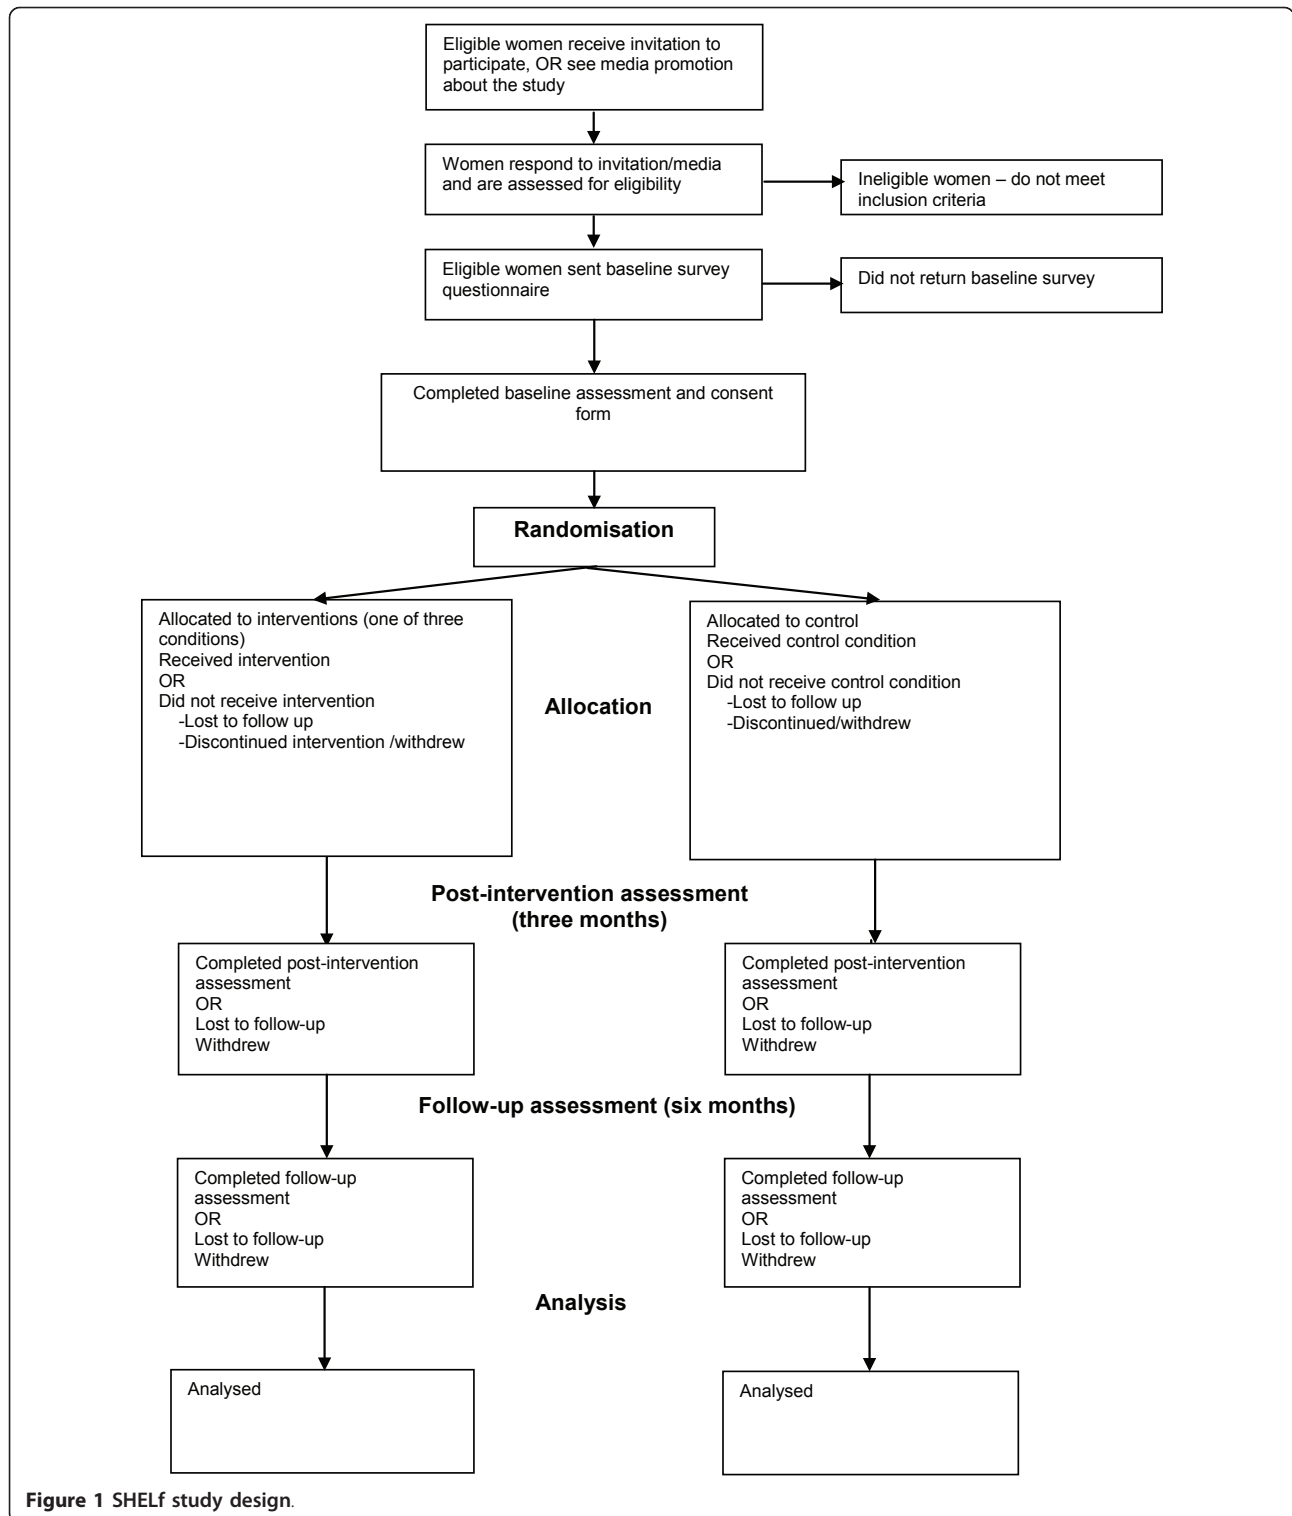 Eligible women receive invitation to
participate, OR see media promotion
about the study
Women respond to invitation/media
and are assessed for eligibility
Ineligible women – do not meet
inclusion criteria
Eligible women sent baseline survey
questionnaire
Did not return baseline survey
Completed baseline assessment and consent
form
Randomisation
Allocated to interventions (one of three
conditions)
Received intervention
OR
Did not receive intervention
-Lost to follow up
-Discontinued intervention /withdrew
Allocation
Allocated to control
Received control condition
OR
Did not receive control condition
-Lost to follow up
-Discontinued/withdrew
Post-intervention assessment
(three months)
Completed post-intervention
assessment
OR
Lost to follow-up
Withdrew
Completed post-intervention
assessment
OR
Lost to follow-up
Withdrew
Follow-up assessment (six months)
Completed follow-up
assessment
OR
Lost to follow-up
Withdrew
Completed follow-up
assessment
OR
Lost to follow-up
Withdrew
Analysis
Analysed
Analysed
Figure 1 SHELf study design.